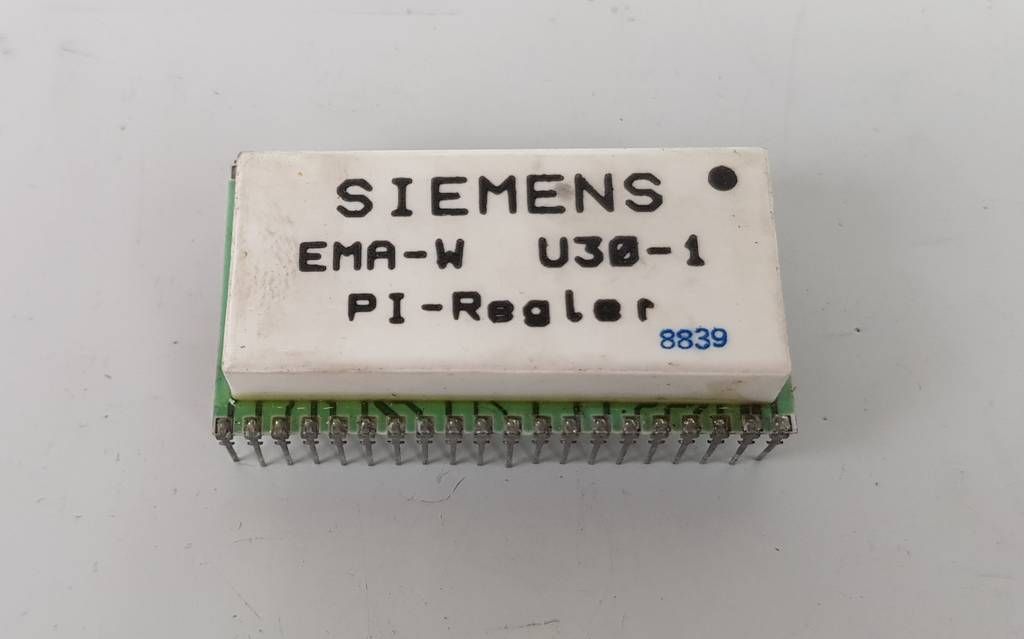 SIEMENS
EMA-W U30-1
PI-Regler
8839